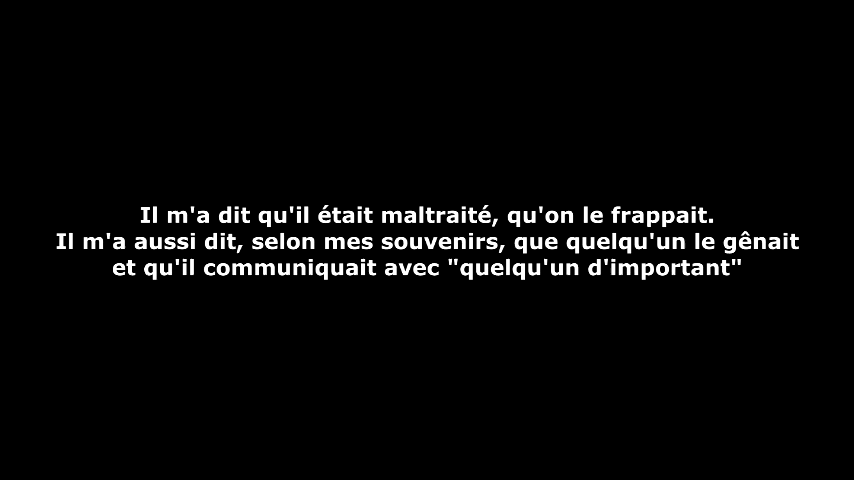 Il m'a dit qu'il était maltraité, qu'on le frappait.
Il m'a aussi dit, selon mes souvenirs, que quelqu'un le gênait
et qu'il communiquait avec "quelqu'un d'important"